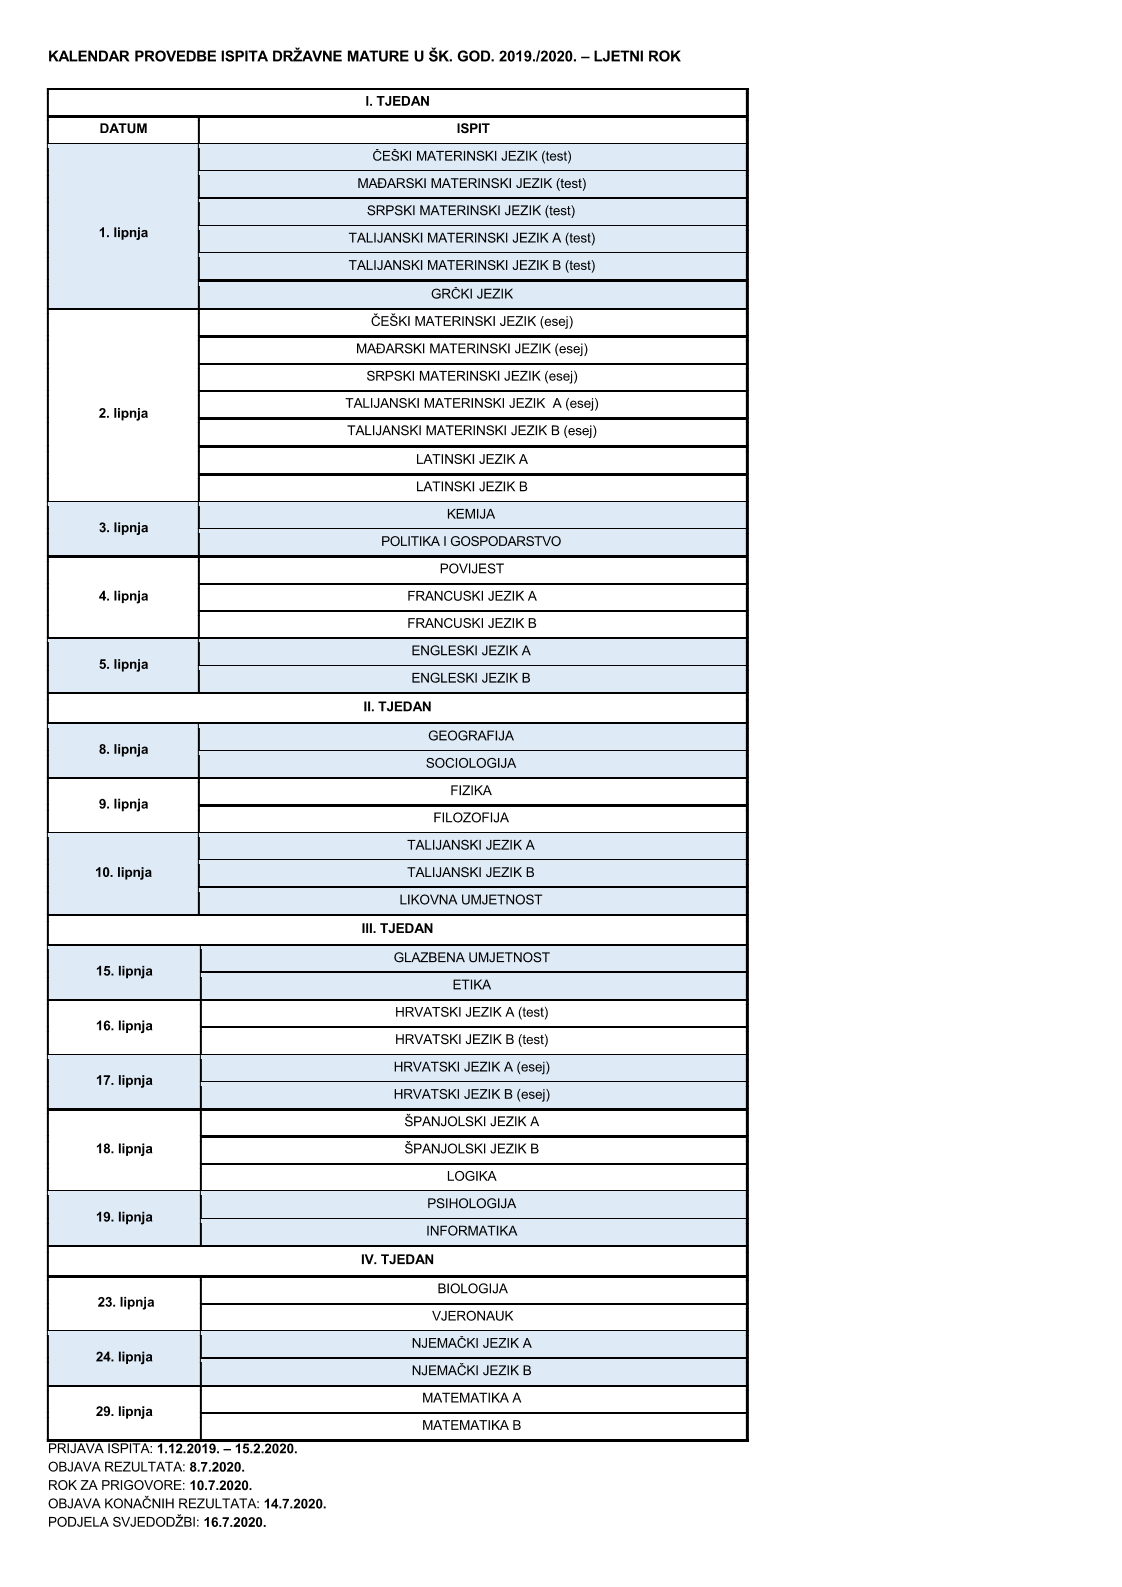 KALENDAR PROVEDBE ISPITA DRŽAVNE MATURE U ŠK. GOD. 2019./2020. – LJETNI ROK
I. TJEDAN
DATUM ISPIT
1. lipnja
ČEŠKI MATERINSKI JEZIK (test)
MAĐARSKI MATERINSKI JEZIK (test)
SRPSKI MATERINSKI JEZIK (test)
TALIJANSKI MATERINSKI JEZIK A (test)
TALIJANSKI MATERINSKI JEZIK B (test)
GRČKI JEZIK
2. lipnja
ČEŠKI MATERINSKI JEZIK (esej)
MAĐARSKI MATERINSKI JEZIK (esej)
SRPSKI MATERINSKI JEZIK (esej)
TALIJANSKI MATERINSKI JEZIK A (esej)
TALIJANSKI MATERINSKI JEZIK B (esej)
LATINSKI JEZIK A
LATINSKI JEZIK B
3. lipnja
KEMIJA
POLITIKA I GOSPODARSTVO
4. lipnja
POVIJEST
FRANCUSKI JEZIK A
FRANCUSKI JEZIK B
5. lipnja
ENGLESKI JEZIK A
ENGLESKI JEZIK B
II. TJEDAN
8. lipnja
GEOGRAFIJA
SOCIOLOGIJA
9. lipnja
FIZIKA
FILOZOFIJA
10. lipnja
TALIJANSKI JEZIK A
TALIJANSKI JEZIK B
LIKOVNA UMJETNOST
III. TJEDAN
15. lipnja
GLAZBENA UMJETNOST
ETIKA
16. lipnja
HRVATSKI JEZIK A (test)
HRVATSKI JEZIK B (test)
17. lipnja
HRVATSKI JEZIK A (esej)
HRVATSKI JEZIK B (esej)
18. lipnja
ŠPANJOLSKI JEZIK A
ŠPANJOLSKI JEZIK B
LOGIKA
19. lipnja
PSIHOLOGIJA
INFORMATIKA
IV. TJEDAN
23. lipnja
BIOLOGIJA
VJERONAUK
24. lipnja
NJEMAČKI JEZIK A
NJEMAČKI JEZIK B
29. lipnja
MATEMATIKA A
MATEMATIKA B
PRIJAVA ISPITA: 1.12.2019. – 15.2.2020.
OBJAVA REZULTATA: 8.7.2020.
ROK ZA PRIGOVORE: 10.7.2020.
OBJAVA KONAČNIH REZULTATA: 14.7.2020.
PODJELA SVJEDODŽBI: 16.7.2020.